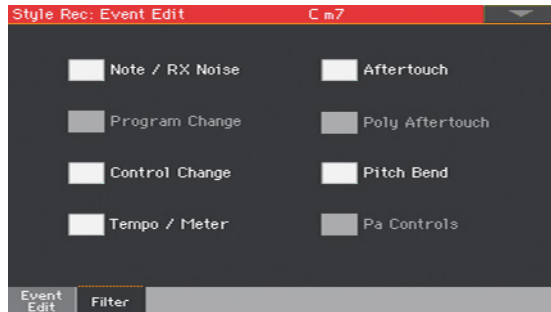 Style Rec: Event Edit C m7
Note / RX Noise Aftertouch
Program Change Poly Aftertouch
Control Change Pitch Bend
Tempo / Meter Pa Controls
Event Edit Filter